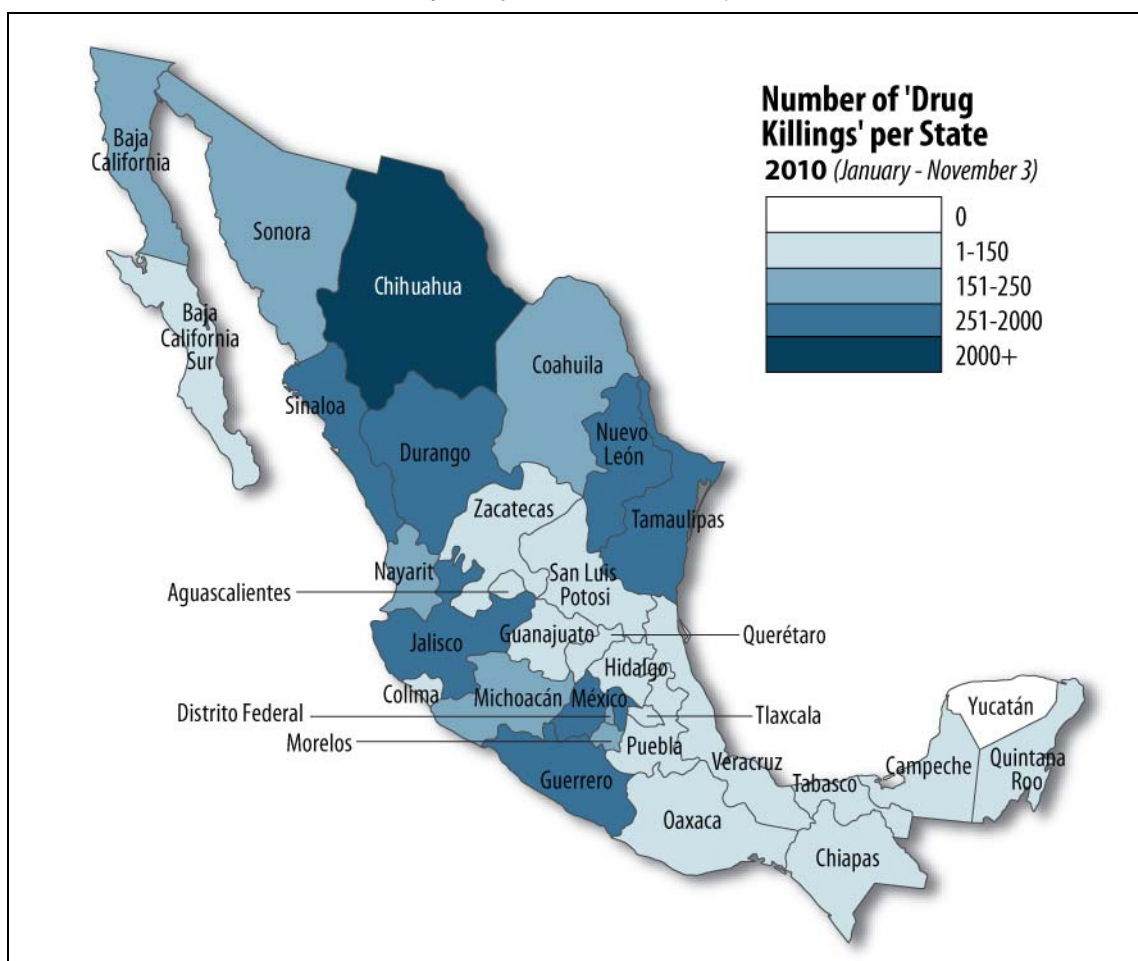 Number of 'Drug
Killings' per State
2010 (January - November 3)
0
1-150
151-250
251-2000
2000+
Baja
California
Sonora
Chihuahua
Baja
California
Sur
Coahuila
Sinaloa
Durango
Nuevo
León
Zacatecas
Tamaulipas
Nayarit
San Luis
Potosi
Aguascalientes
Jalisco
Guanajuato
Querétaro
Hidalgo
Colima
Michoacán
México
Distrito Federal
Tlaxcala
Morelos
Puebla
Yucatán
Veracruz
Campeche
Quintana
Roo
Guerrero
Tabasco
Oaxaca
Chiapas